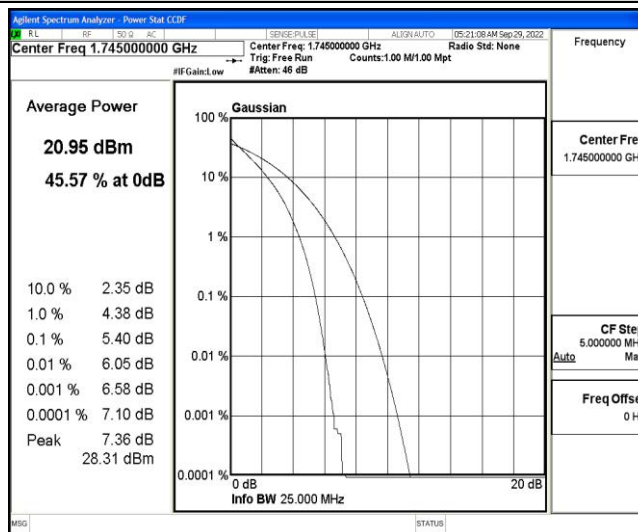 Agilent Spectrum Analyzer - Power Stat CCDF
RL RF 50 Ω AC SENSE:PULSE ALIGN AUTO 05:21:08 AM Sep 29, 2022
Center Freq 1.745000000 GHz
Center Freq: 1.745000000 GHz Radio Std: None
Trig: Free Run Counts:1.00 M/1.00 Mpt
#IFGain:Low #Atten: 46 dB
Frequency
Average Power
20.95 dBm
45.57 % at 0dB
10.0 % 2.35 dB
1.0 % 4.38 dB
0.1 % 5.40 dB
0.01 % 6.05 dB
0.001 % 6.58 dB
0.0001 % 7.10 dB
Peak 7.36 dB
28.31 dBm
Gaussian
100 %
10 %
1 %
0.1 %
0.01 %
0.001 %
0.0001 %
0 dB 20 dB
Info BW 25.000 MHz
Center Fre
1.745000000 GH
CF Ste
5.000000 MH
Auto Ma
Freq Offse
0 H
MSG STATUS